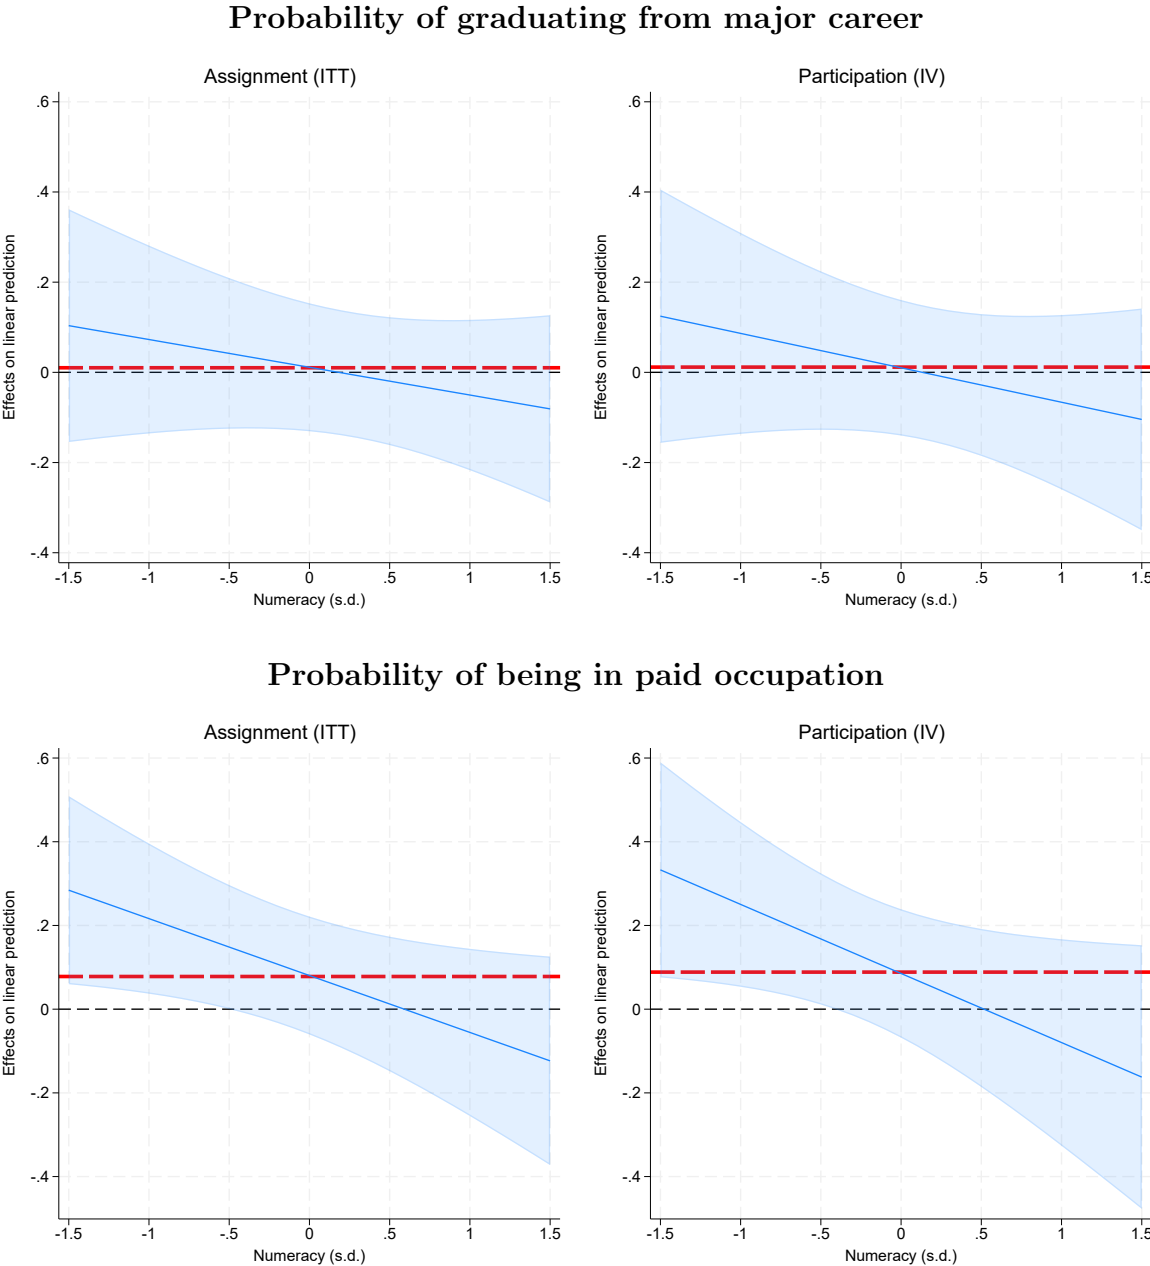 Probability of graduating from major career
Assignment (ITT)
Participation (IV)
Effects on linear prediction
.6
.4
.2
0
-.2
-.4
-1.5 -1 -.5 0 .5 1 1.5
Numeracy (s.d.)
Effects on linear prediction
.6
.4
.2
0
-.2
-.4
-1.5 -1 -.5 0 .5 1 1.5
Numeracy (s.d.)
Probability of being in paid occupation
Assignment (ITT)
Participation (IV)
Effects on linear prediction
.6
.4
.2
0
-.2
-.4
-1.5 -1 -.5 0 .5 1 1.5
Numeracy (s.d.)
Effects on linear prediction
.6
.4
.2
0
-.2
-.4
-1.5 -1 -.5 0 .5 1 1.5
Numeracy (s.d.)